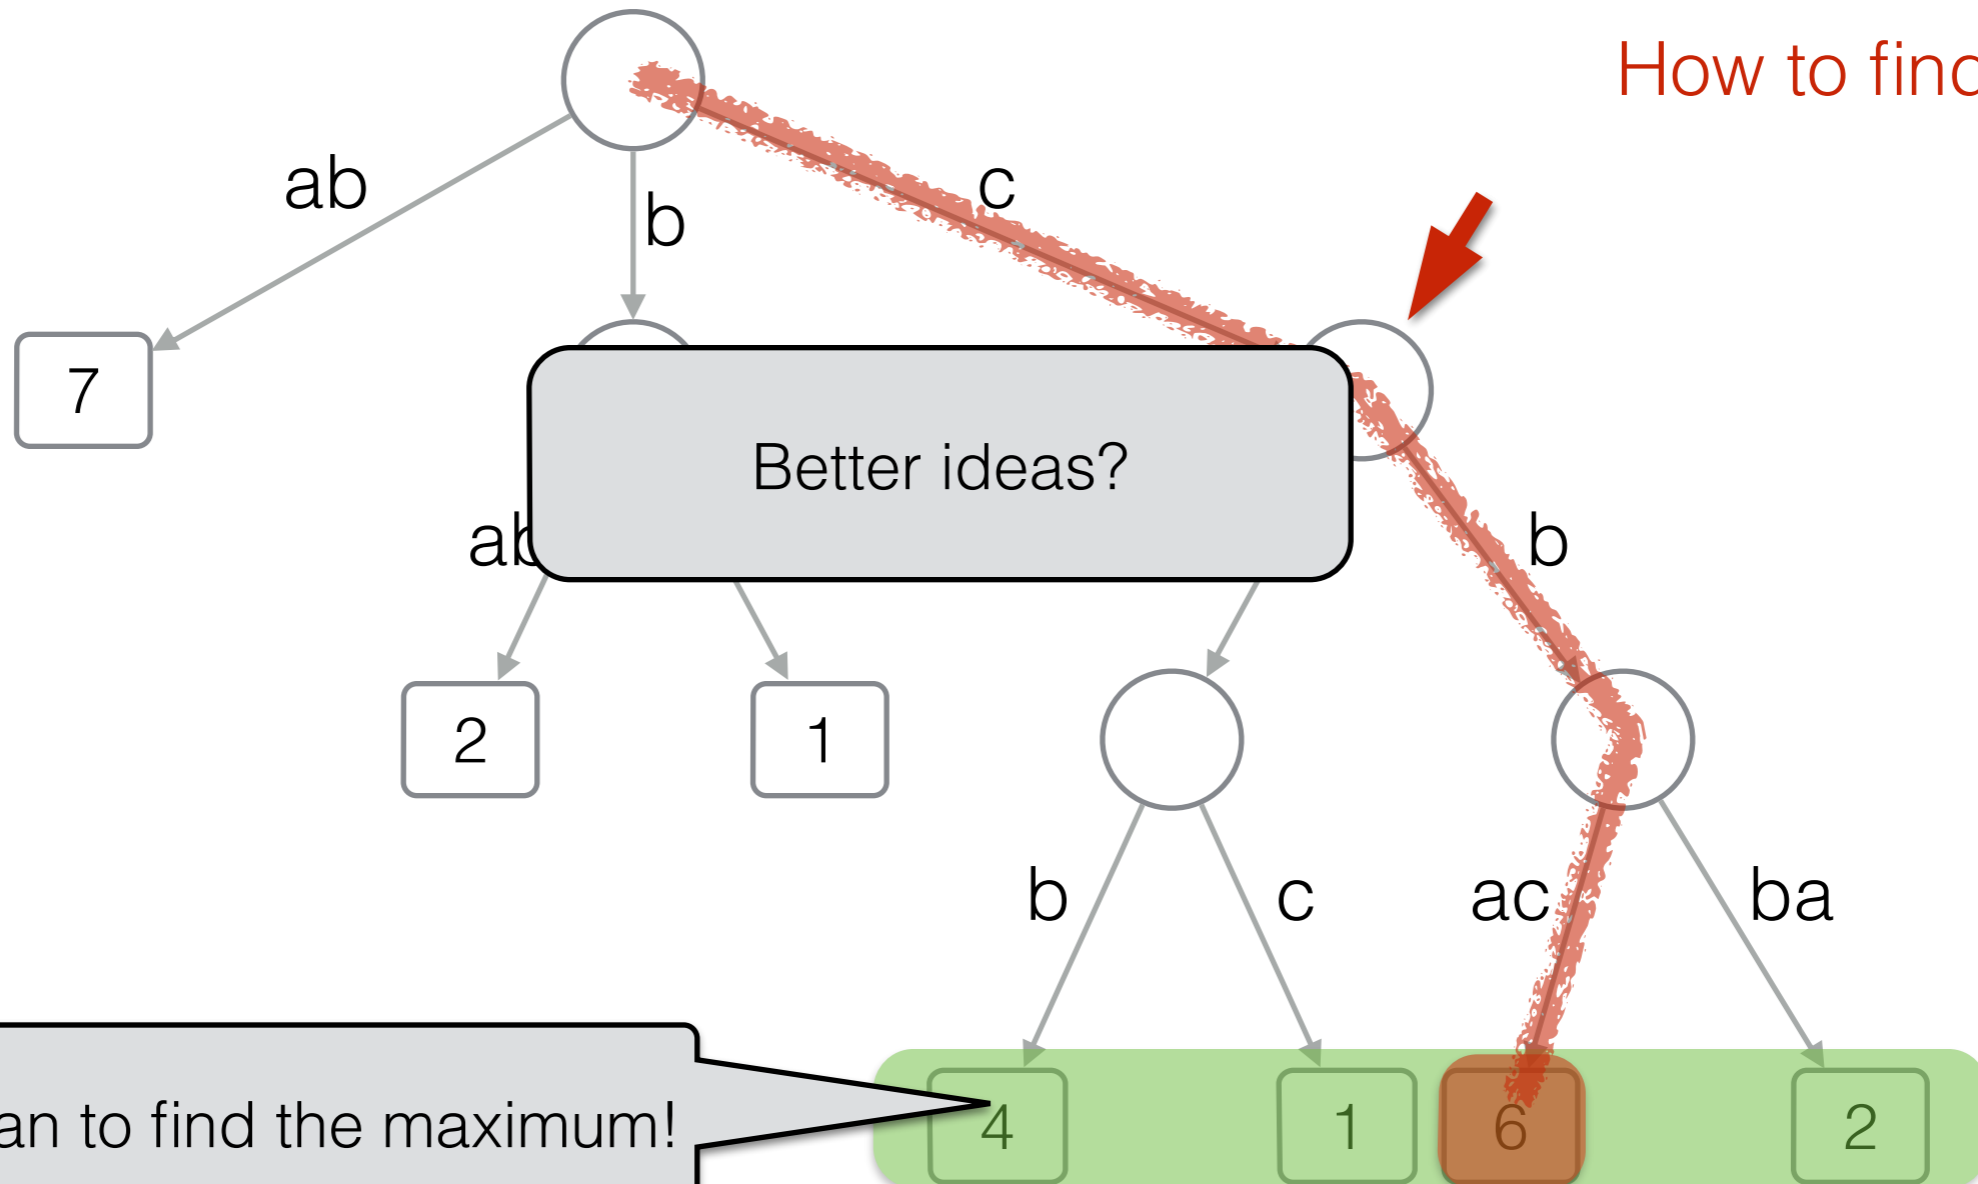 How to find
ab
b
c
7
Better ideas?
ab
b
2
1
b
c
ac
ba
an to find the maximum!
4
1
6
2